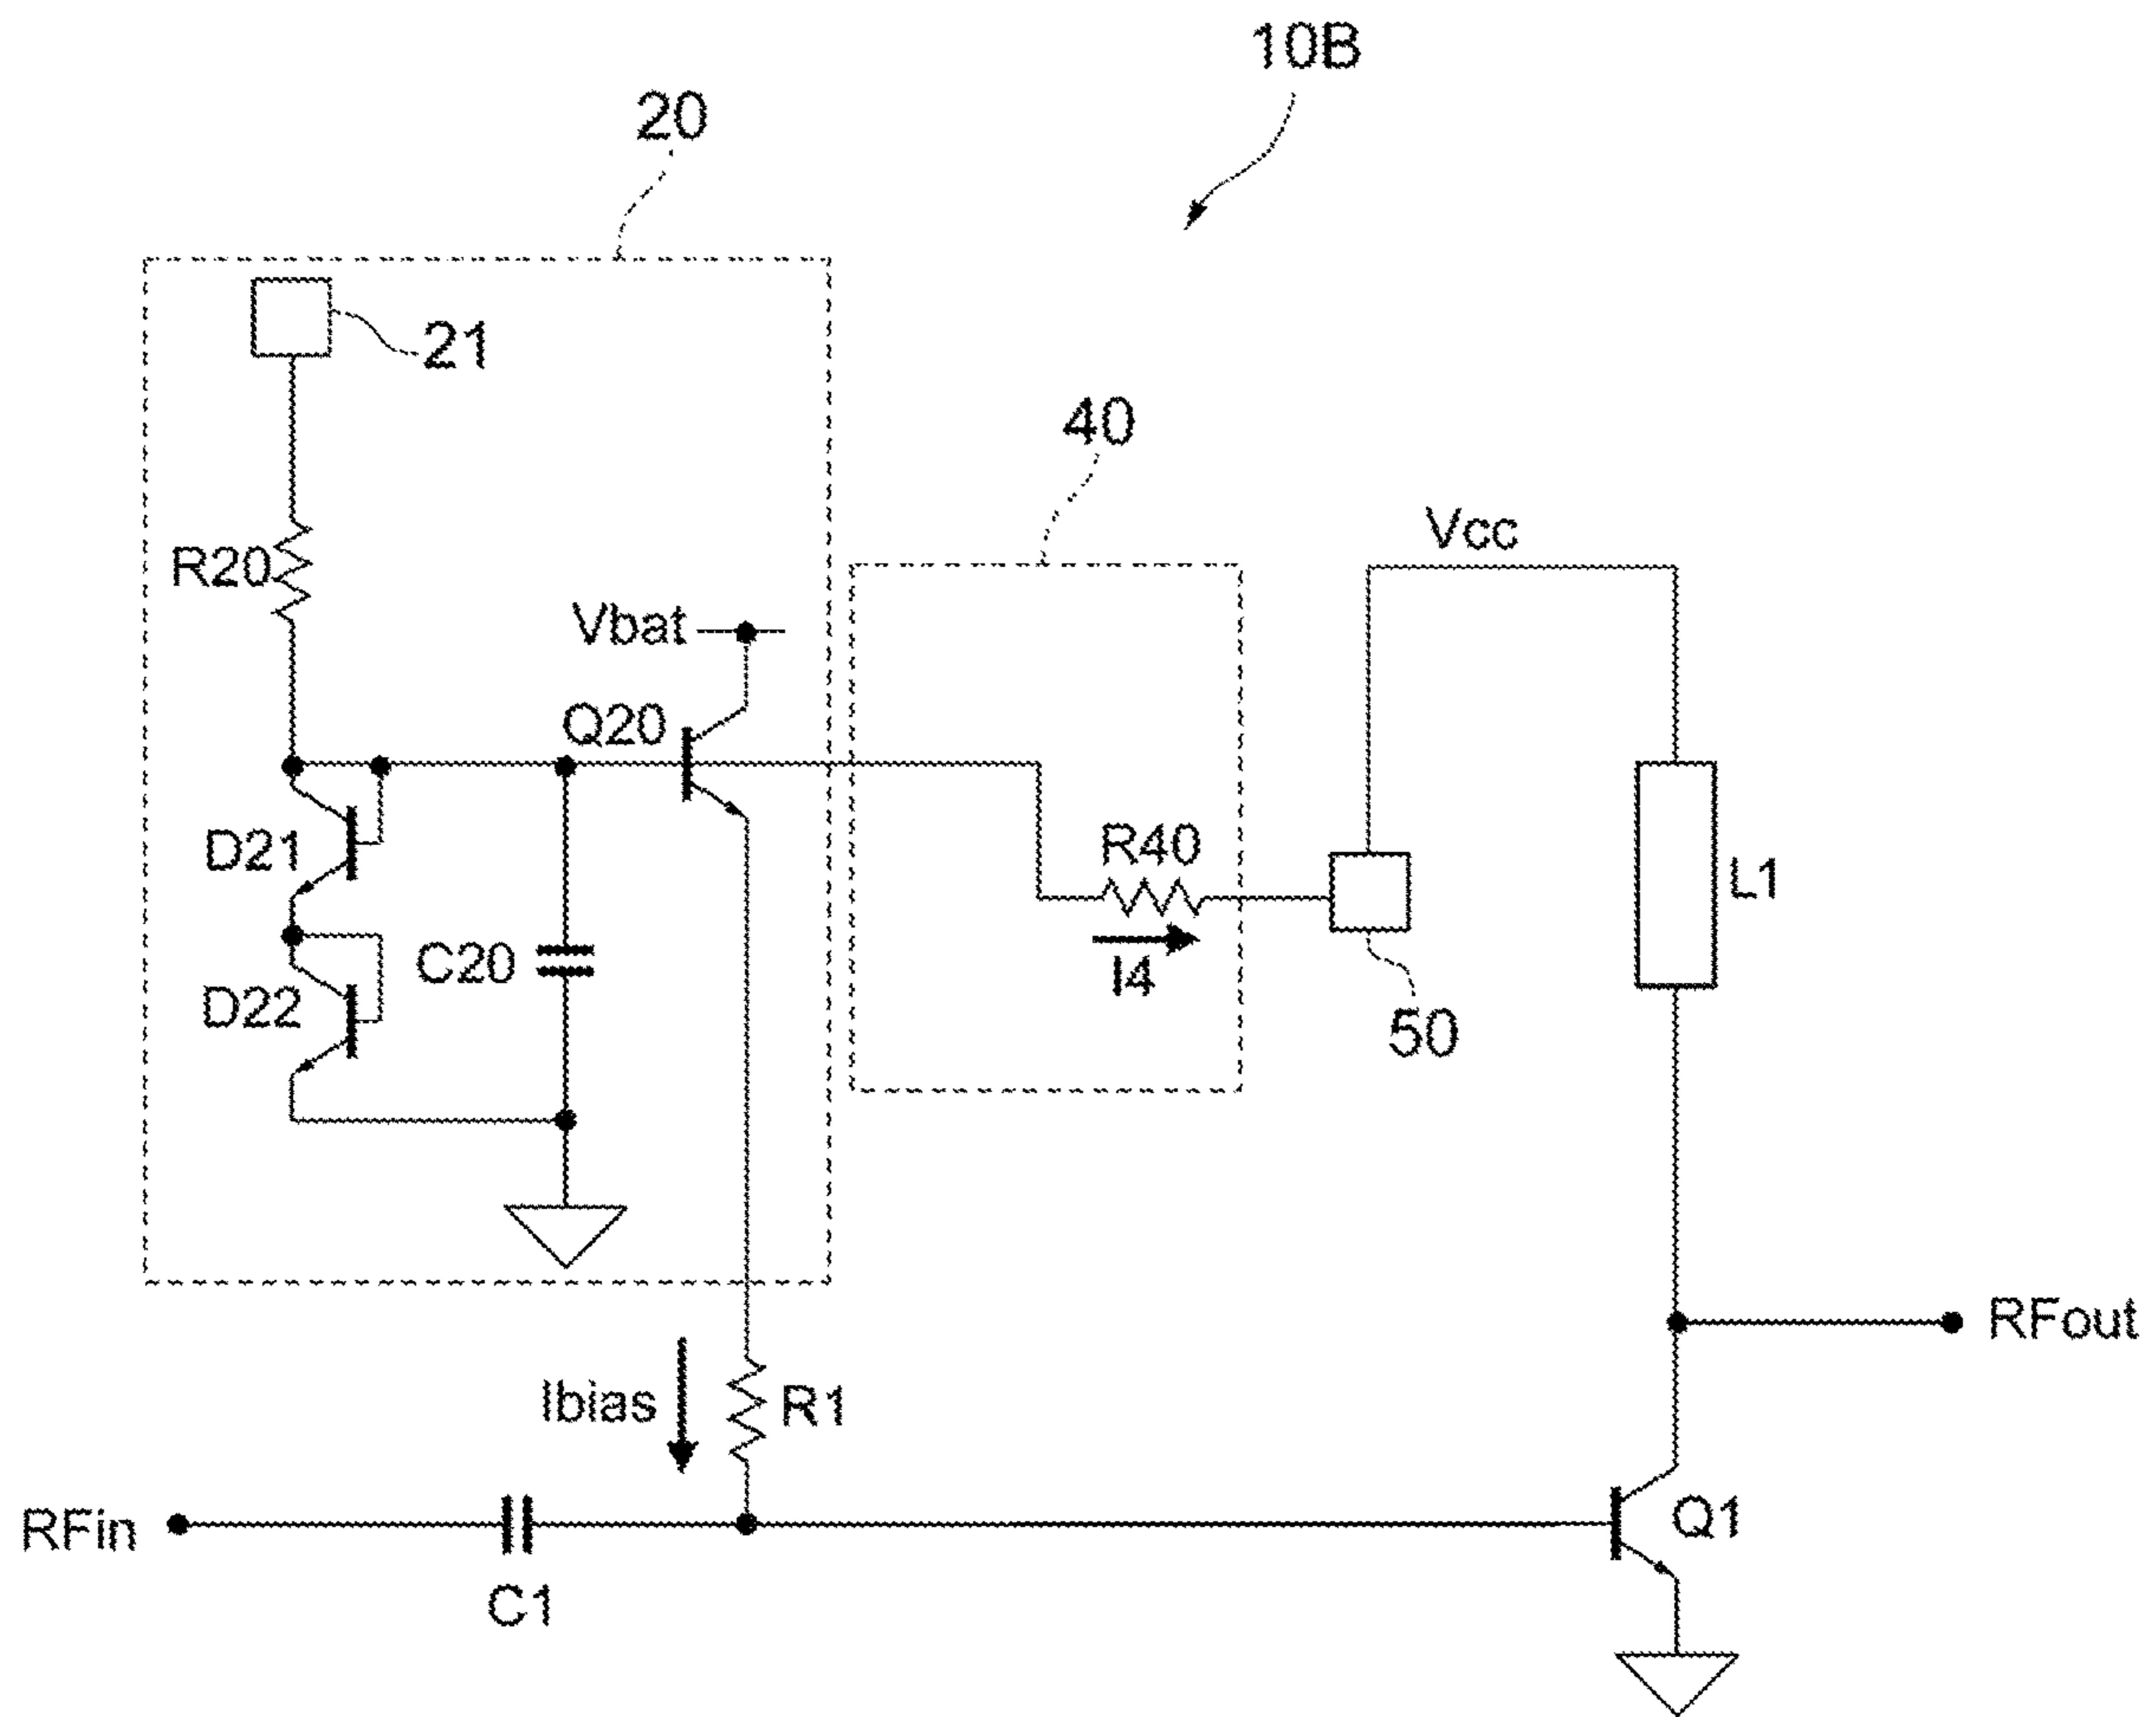 10B
20
21
40
Vcc
R20
Vbat
Q20
D21
R40
L1
C20
I4
D22
50
RFout
Ibias
R1
RFin
Q1
C1